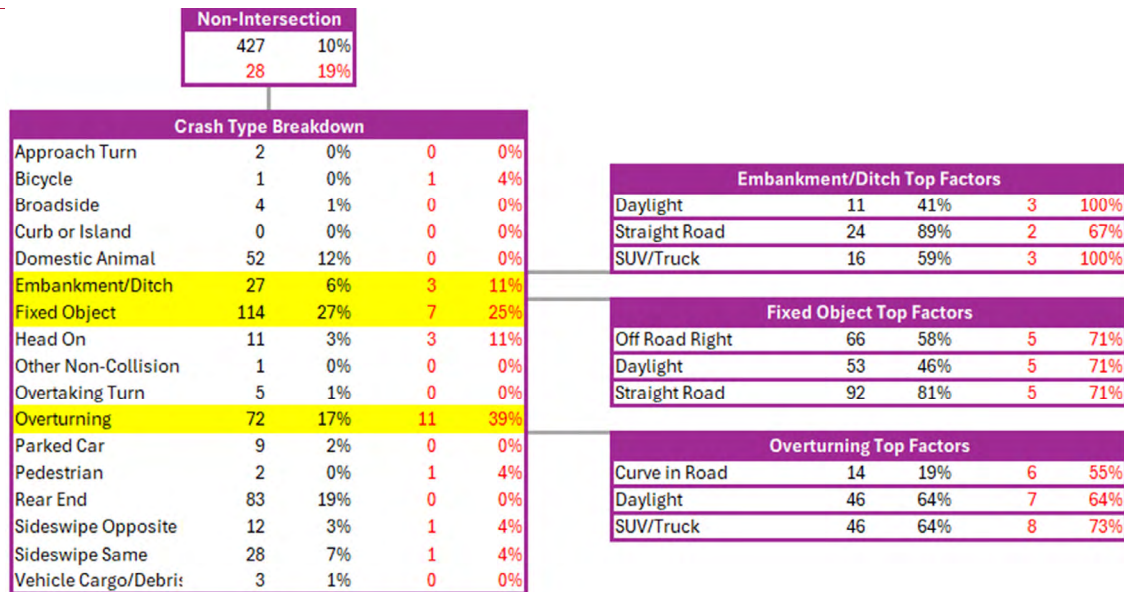 Non-Intersection
427 10%
28 19%
Crash Type Breakdown
Approach Turn 2 0% 0 0%
Bicycle 1 0% 1 4%
Broadside 4 1% 0 0%
Curb or Island 0 0% 0 0%
Domestic Animal 52 12% 0 0%
Embankment/Ditch 27 6% 3 11%
Fixed Object 114 27% 7 25%
Head On 11 3% 3 11%
Other Non-Collision 1 0% 0 0%
Overtaking Turn 5 1% 0 0%
Overturning 72 17% 11 39%
Parked Car 9 2% 0 0%
Pedestrian 2 0% 1 4%
Rear End 83 19% 0 0%
Sideswipe Opposite 12 3% 1 4%
Sideswipe Same 28 7% 1 4%
Vehicle Cargo/Debris 3 1% 0 0%
Embankment/Ditch Top Factors
Daylight 11 41% 3 100%
Straight Road 24 89% 2 67%
SUV/Truck 16 59% 3 100%
Fixed Object Top Factors
Off Road Right 66 58% 5 71%
Daylight 53 46% 5 71%
Straight Road 92 81% 5 71%
Overturning Top Factors
Curve in Road 14 19% 6 55%
Daylight 46 64% 7 64%
SUV/Truck 46 64% 8 73%